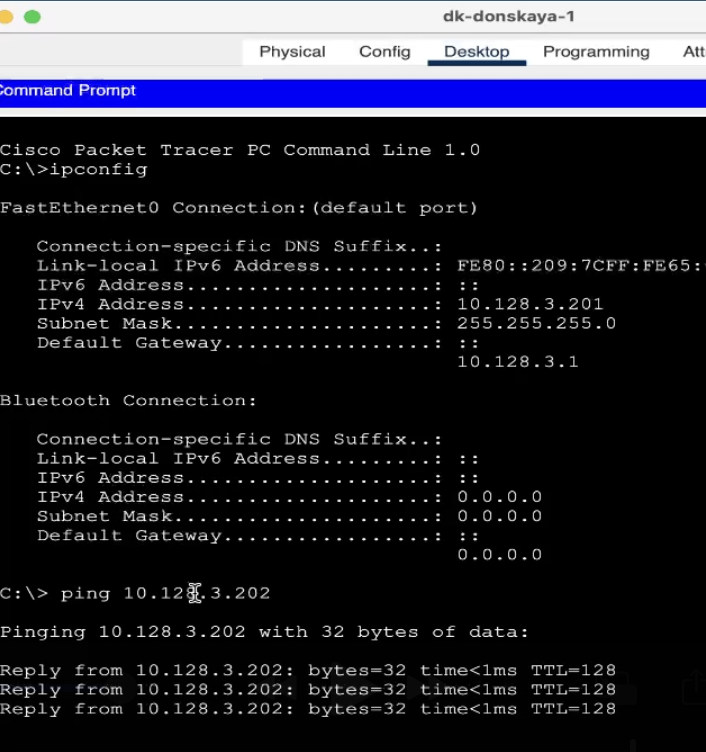 dk-donskaya-1
Physical Config Desktop Programming Att
Command Prompt
Cisco Packet Tracer PC Command Line 1.0
C:\>ipconfig
FastEthernet0 Connection:(default port)
Connection-specific DNS Suffix..:
Link-local IPv6 Address.........: FE80::209:7CFF:FE65:
IPv6 Address....................: ::
IPv4 Address....................: 10.128.3.201
Subnet Mask.....................: 255.255.255.0
Default Gateway.................: ::
10.128.3.1
Bluetooth Connection:
Connection-specific DNS Suffix..:
Link-local IPv6 Address.........: ::
IPv6 Address....................: ::
IPv4 Address....................: 0.0.0.0
Subnet Mask.....................: 0.0.0.0
Default Gateway.................: ::
0.0.0.0
C:\> ping 10.128.3.202
Pinging 10.128.3.202 with 32 bytes of data:
Reply from 10.128.3.202: bytes=32 time<1ms TTL=128
Reply from 10.128.3.202: bytes=32 time<1ms TTL=128
Reply from 10.128.3.202: bytes=32 time<1ms TTL=128